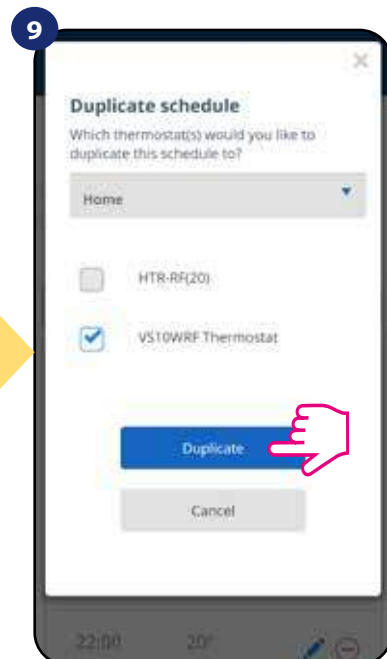 9
×
Duplicate schedule
Which thermostat(s) would you like to
duplicate this schedule to?
Home
HTR-RF(20)
VS10WRF Thermostat
Duplicate
Cancel
22:00 20°